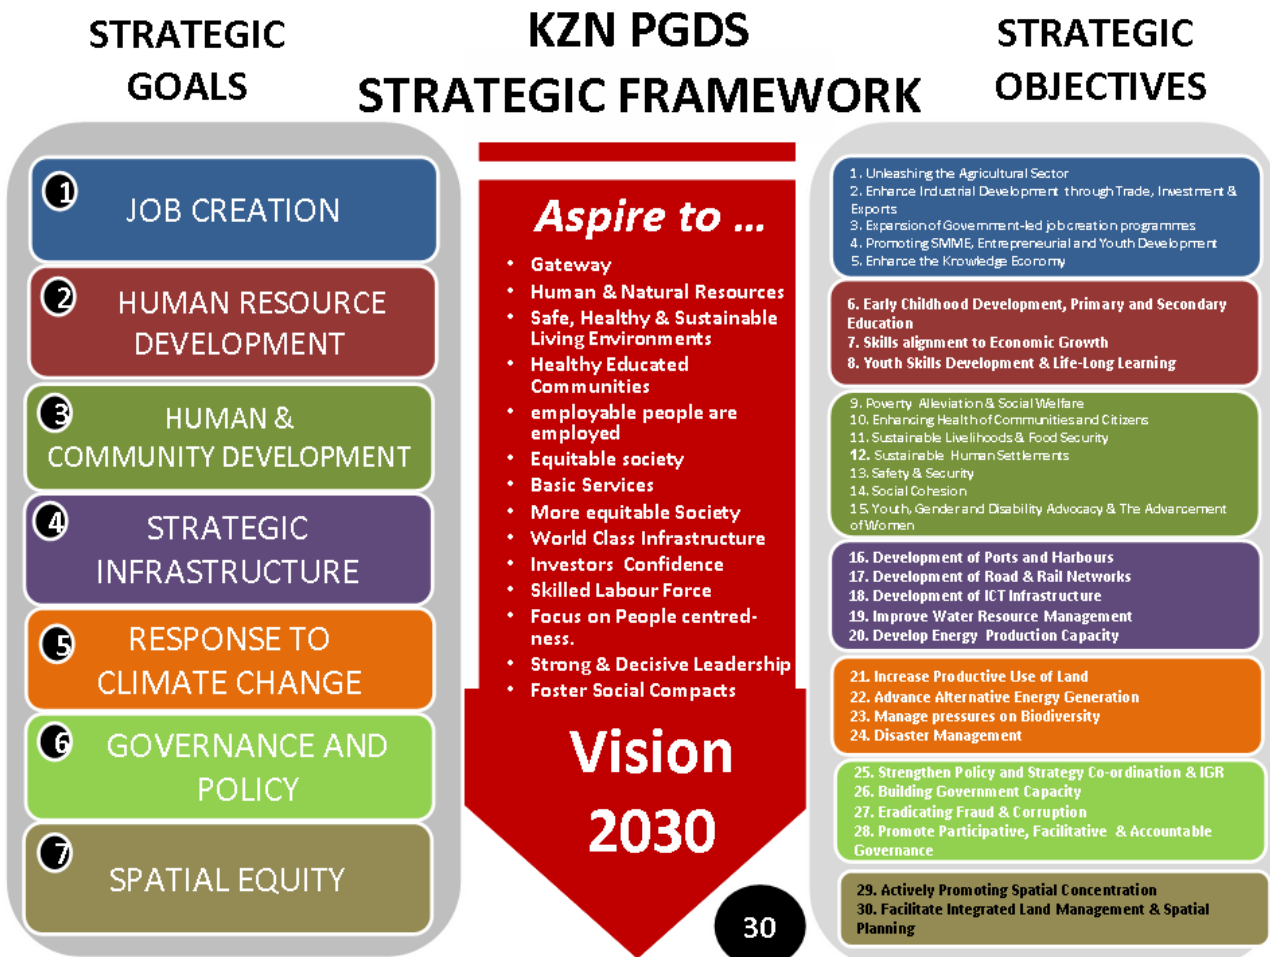 STRATEGIC
GOALS
KZN PGDS
STRATEGIC FRAMEWORK
STRATEGIC
OBJECTIVES
1
JOB CREATION
2
HUMAN RESOURCE
DEVELOPMENT
3
HUMAN &
COMMUNITY DEVELOPMENT
4
STRATEGIC
INFRASTRUCTURE
5
RESPONSE TO
CLIMATE CHANGE
6
GOVERNANCE AND
POLICY
7
SPATIAL EQUITY
Aspire to ...
• Gateway
• Human & Natural Resources
• Safe, Healthy & Sustainable
Living Environments
• Healthy Educated
Communities
• employable people are
employed
• Equitable society
• Basic Services
• More equitable Society
• World Class Infrastructure
• Investors Confidence
• Skilled Labour Force
• Focus on People centred-
ness.
• Strong & Decisive Leadership
• Foster Social Compacts
Vision
2030
30
1. Unleashing the Agricultural Sector
2. Enhance Industrial Development through Trade, Investment &
Exports
3. Expansion of Government-led job creation programmes
4. Promoting SMME, Entrepreneurial and Youth Development
5. Enhance the Knowledge Economy
6. Early Childhood Development, Primary and Secondary
Education
7. Skills alignment to Economic Growth
8. Youth Skills Development & Life-Long Learning
9. Poverty Alleviation & Social Welfare
10. Enhancing Health of Communities and Citizens
11. Sustainable Livelihoods & Food Security
12. Sustainable Human Settlements
13. Safety & Security
14. Social Cohesion
15. Youth, Gender and Disability Advocacy & The Advancement
of Women
16. Development of Ports and Harbours
17. Development of Road & Rail Networks
18. Development of ICT Infrastructure
19. Improve Water Resource Management
20. Develop Energy Production Capacity
21. Increase Productive Use of Land
22. Advance Alternative Energy Generation
23. Manage pressures on Biodiversity
24. Disaster Management
25. Strengthen Policy and Strategy Co-ordination & IGR
26. Building Government Capacity
27. Eradicating Fraud & Corruption
28. Promote Participative, Facilitative & Accountable
Governance
29. Actively Promoting Spatial Concentration
30. Facilitate Integrated Land Management & Spatial
Planning